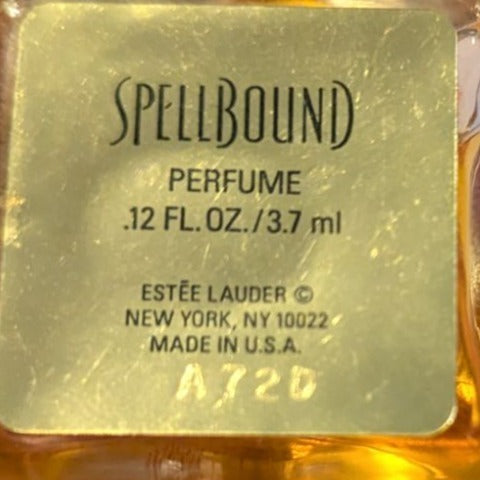 SPELLBOUND
PERFUME
.12 FL. OZ./3.7 ml
ESTĒE LAUDER ©
NEW YORK, NY 10022
MADE IN U.S.A.
A72D